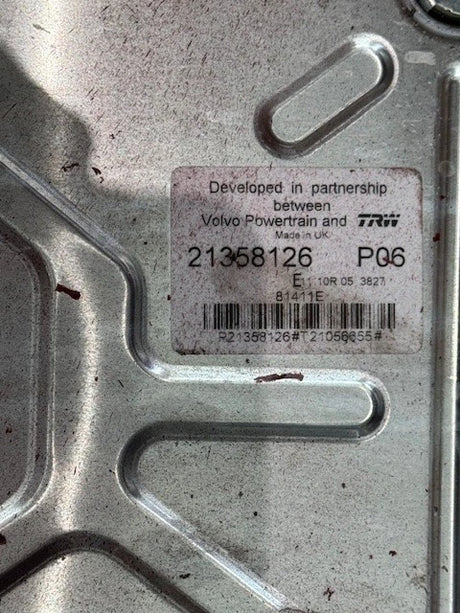 Developed in partnership
between
Volvo Powertrain and TRW
Made in UK
21358126 P06
E11 10R 05 3827
81411E
P21358126#T21056655#